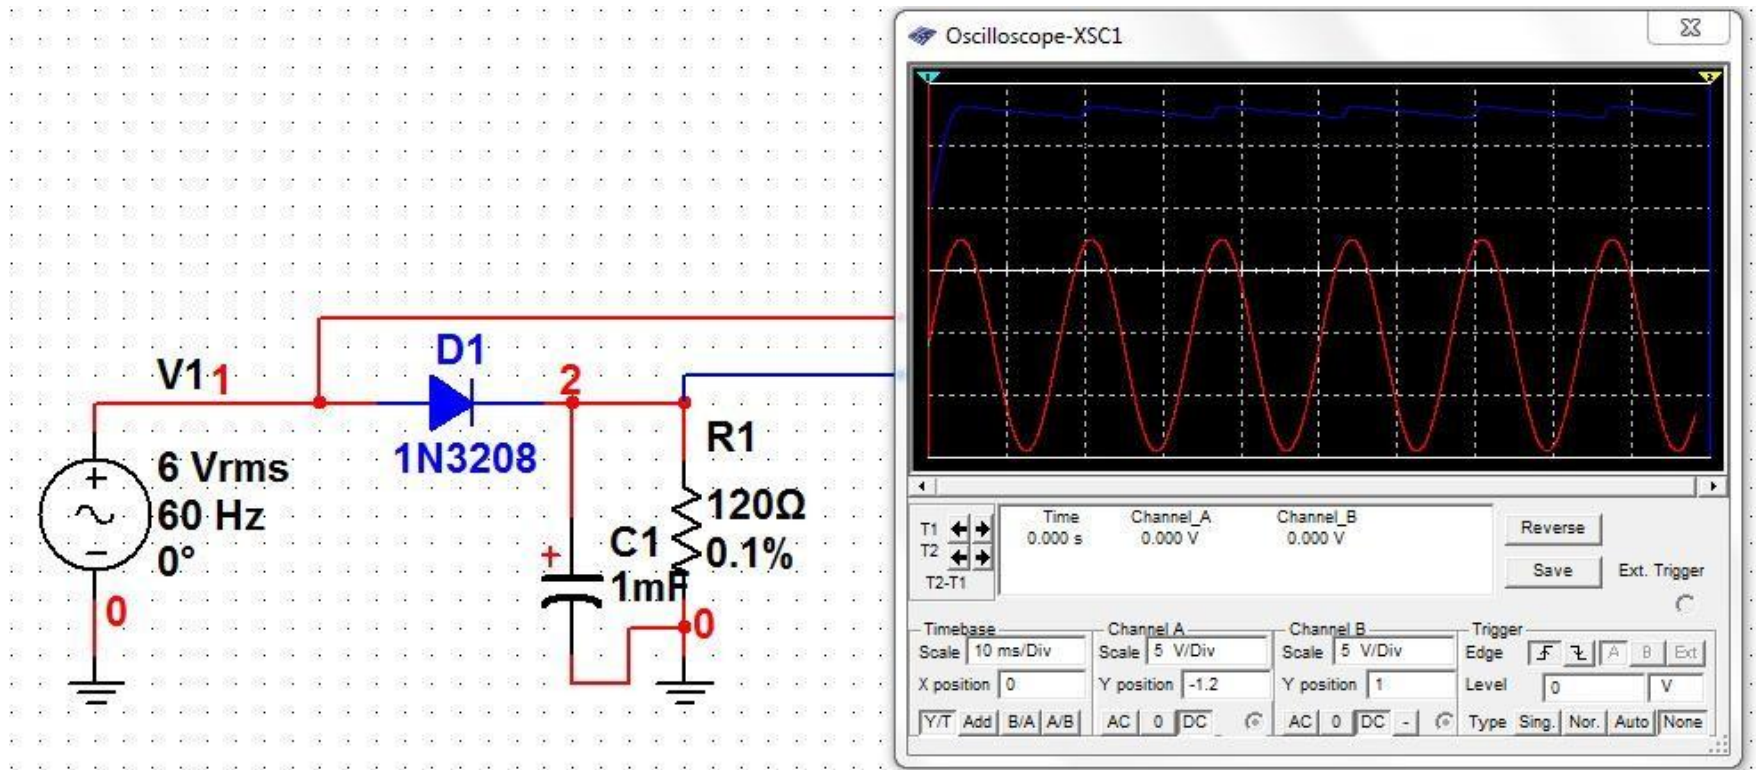 V1
1
D1
2
1N3208
6 Vrms
60 Hz
0°
0
R1
120Ω
0.1%
C1
1mF
+
0
Oscilloscope-XSC1
1
2
T1
T2
T2-T1
Time Channel_A Channel_B
0.000 s 0.000 V 0.000 V
Reverse
Save
Ext. Trigger
Timebase
Scale 10 ms/Div
X position 0
Y/T Add B/A A/B
Channel A
Scale 5 V/Div
Y position -1.2
AC 0 DC
Channel B
Scale 5 V/Div
Y position 1
AC 0 DC -
Trigger
Edge A B Ext
Level 0 V
Type Sing. Nor. Auto None